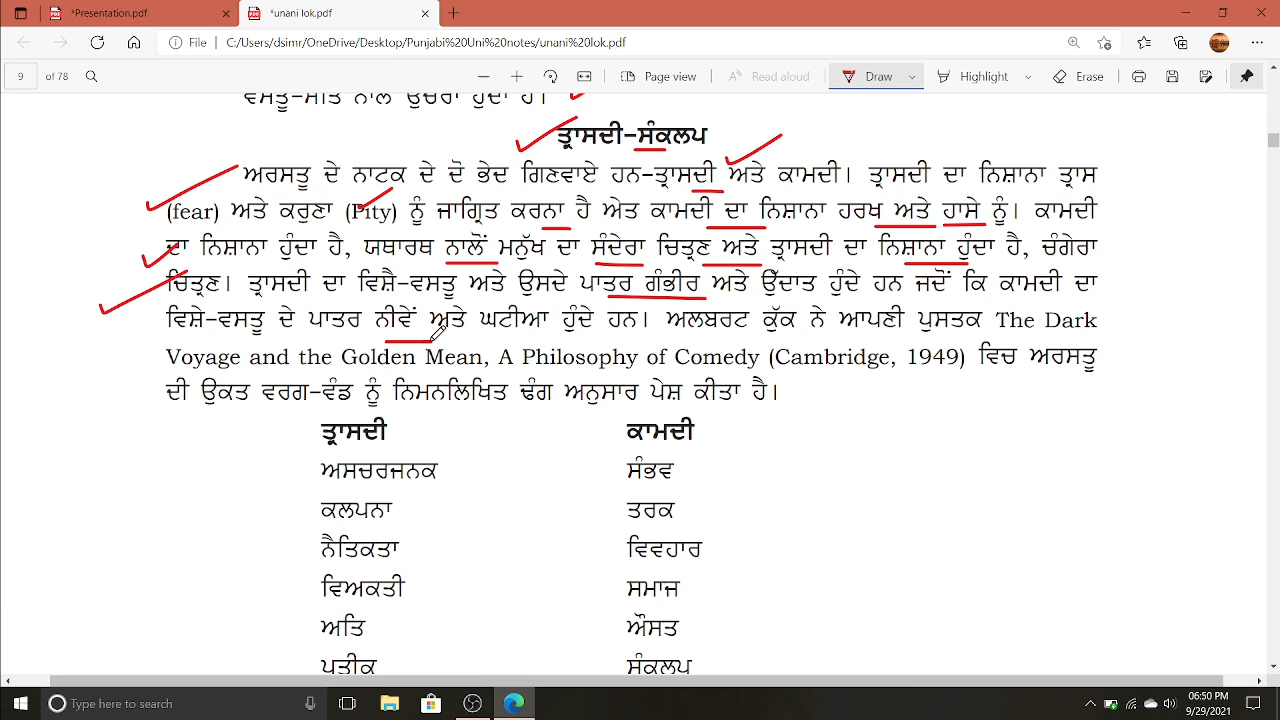 *Presentation.pdf
*unani lok.pdf
File C:/Users/dsimr/OneDrive/Desktop/Punjabi%20Uni%20notes/unani%20lok.pdf
9 of 78 Page view Read aloud Draw Highlight Erase
ਤ੍ਰਾਸਦੀ-ਸੰਕਲਪ
ਅਰਸਤੂ ਦੇ ਨਾਟਕ ਦੇ ਦੋ ਭੇਦ ਗਿਣਵਾਏ ਹਨ-ਤ੍ਰਾਸਦੀ ਅਤੇ ਕਾਮਦੀ। ਤ੍ਰਾਸਦੀ ਦਾ ਨਿਸ਼ਾਨਾ ਤ੍ਰਾਸ
(fear) ਅਤੇ ਕਰੁਣਾ (Pity) ਨੂੰ ਜਾਗ੍ਰਿਤ ਕਰਨਾ ਹੈ ਅੇਤ ਕਾਮਦੀ ਦਾ ਨਿਸ਼ਾਨਾ ਹਰਖ ਅਤੇ ਹਾਸੇ ਨੂੰ। ਕਾਮਦੀ
ਦਾ ਨਿਸ਼ਾਨਾ ਹੁੰਦਾ ਹੈ, ਯਥਾਰਥ ਨਾਲੋਂ ਮਨੁੱਖ ਦਾ ਸੰਦੇਰਾ ਚਿਤ੍ਰਣ ਅਤੇ ਤ੍ਰਾਸਦੀ ਦਾ ਨਿਸ਼ਾਨਾ ਹੁੰਦਾ ਹੈ, ਚੰਗੇਰਾ
ਚਿਤ੍ਰਣ। ਤ੍ਰਾਸਦੀ ਦਾ ਵਿਸ਼ੈ-ਵਸਤੂ ਅਤੇ ਉਸਦੇ ਪਾਤਰ ਗੰਭੀਰ ਅਤੇ ਉੱਦਾਤ ਹੁੰਦੇ ਹਨ ਜਦੋਂ ਕਿ ਕਾਮਦੀ ਦਾ
ਵਿਸ਼ੇ-ਵਸਤੂ ਦੇ ਪਾਤਰ ਨੀਵੇਂ ਅਤੇ ਘਟੀਆ ਹੁੰਦੇ ਹਨ। ਅਲਬਰਟ ਕੁੱਕ ਨੇ ਆਪਣੀ ਪੁਸਤਕ The Dark
Voyage and the Golden Mean, A Philosophy of Comedy (Cambridge, 1949) ਵਿਚ ਅਰਸਤੂ
ਦੀ ਉਕਤ ਵਰਗ-ਵੰਡ ਨੂੰ ਨਿਮਨਲਿਖਿਤ ਢੰਗ ਅਨੁਸਾਰ ਪੇਸ਼ ਕੀਤਾ ਹੈ।
ਤ੍ਰਾਸਦੀ ਕਾਮਦੀ
ਅਸਚਰਜਨਕ ਸੰਭਵ
ਕਲਪਨਾ ਤਰਕ
ਨੈਤਿਕਤਾ ਵਿਵਹਾਰ
ਵਿਅਕਤੀ ਸਮਾਜ
ਅਤਿ ਔਸਤ
ਪ੍ਰਤੀਕ ਸੰਕਲਪ
Type here to search
06:50 PM
9/29/2021